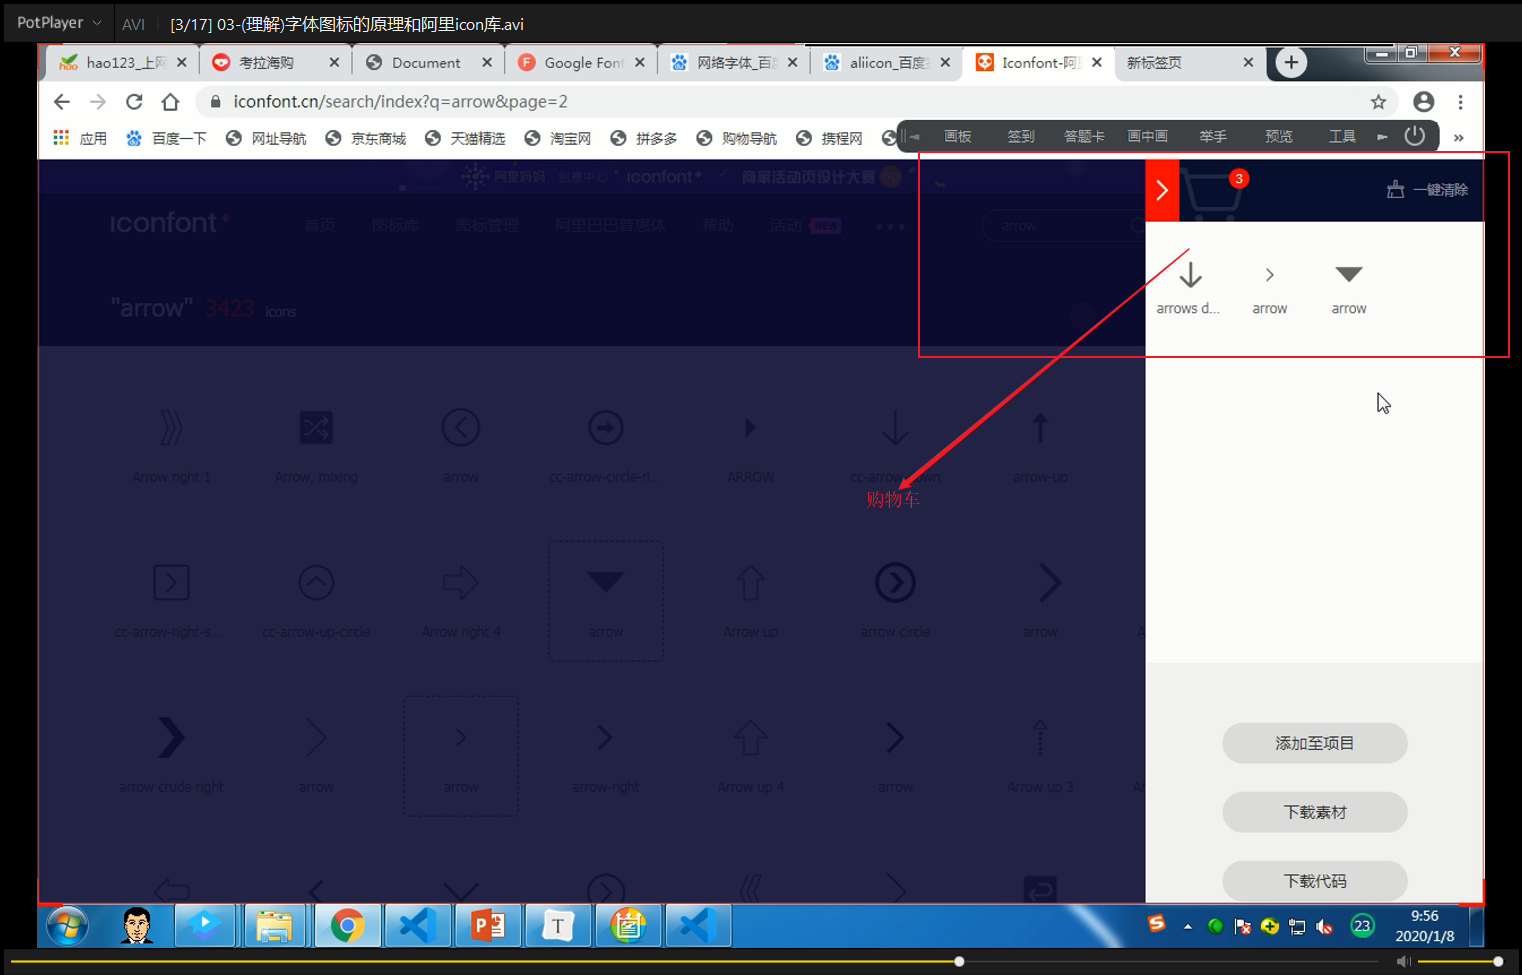 PotPlayer AVI [3/17] 03-(理解)字体图标的原理和阿里icon库.avi
hao123_上网 考拉海购 Document Google Font 网络字体_百度 aliicon_百度 Iconfont-阿里 新标签页
iconfont.cn/search/index?q=arrow&page=2
应用 百度一下 网址导航 京东商城 天猫精选 淘宝网 拼多多 购物导航 携程网 画板 签到 答题卡 画中画 举手 预览 工具 »
阿里妈妈 创意中心 iconfont+ 商家活动页设计大赛 GO
3 一键清除
iconfont+ 首页 图标库 图标管理 阿里巴巴普惠体 帮助 活动 NEW arrow
"arrow" 3423 icons
arrows d... arrow arrow
Arrow right 1 Arrow, mixing arrow cc-arrow-circle-ri... ARROW cc-arrow-down arrow-up
购物车
cc-arrow-right-s... cc-arrow-up-circle Arrow right 4 arrow Arrow up arrow circle arrow A
添加至项目
arrow crude right arrow arrow arrow-right Arrow up 4 arrow Arrow up 3 Ar
下载素材
下载代码
P T 23 9:56
2020/1/8